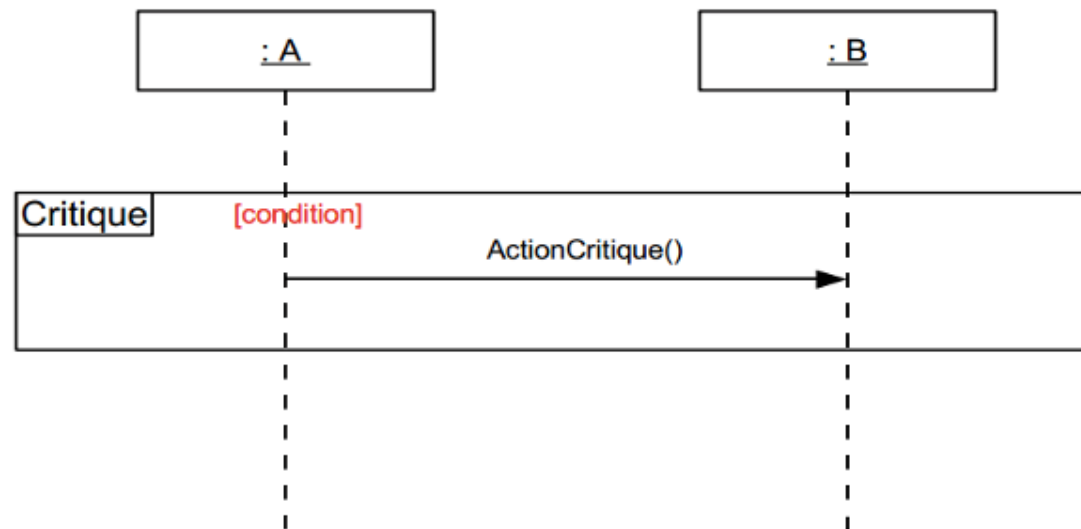 : A
: B
Critique
[condition]
ActionCritique()